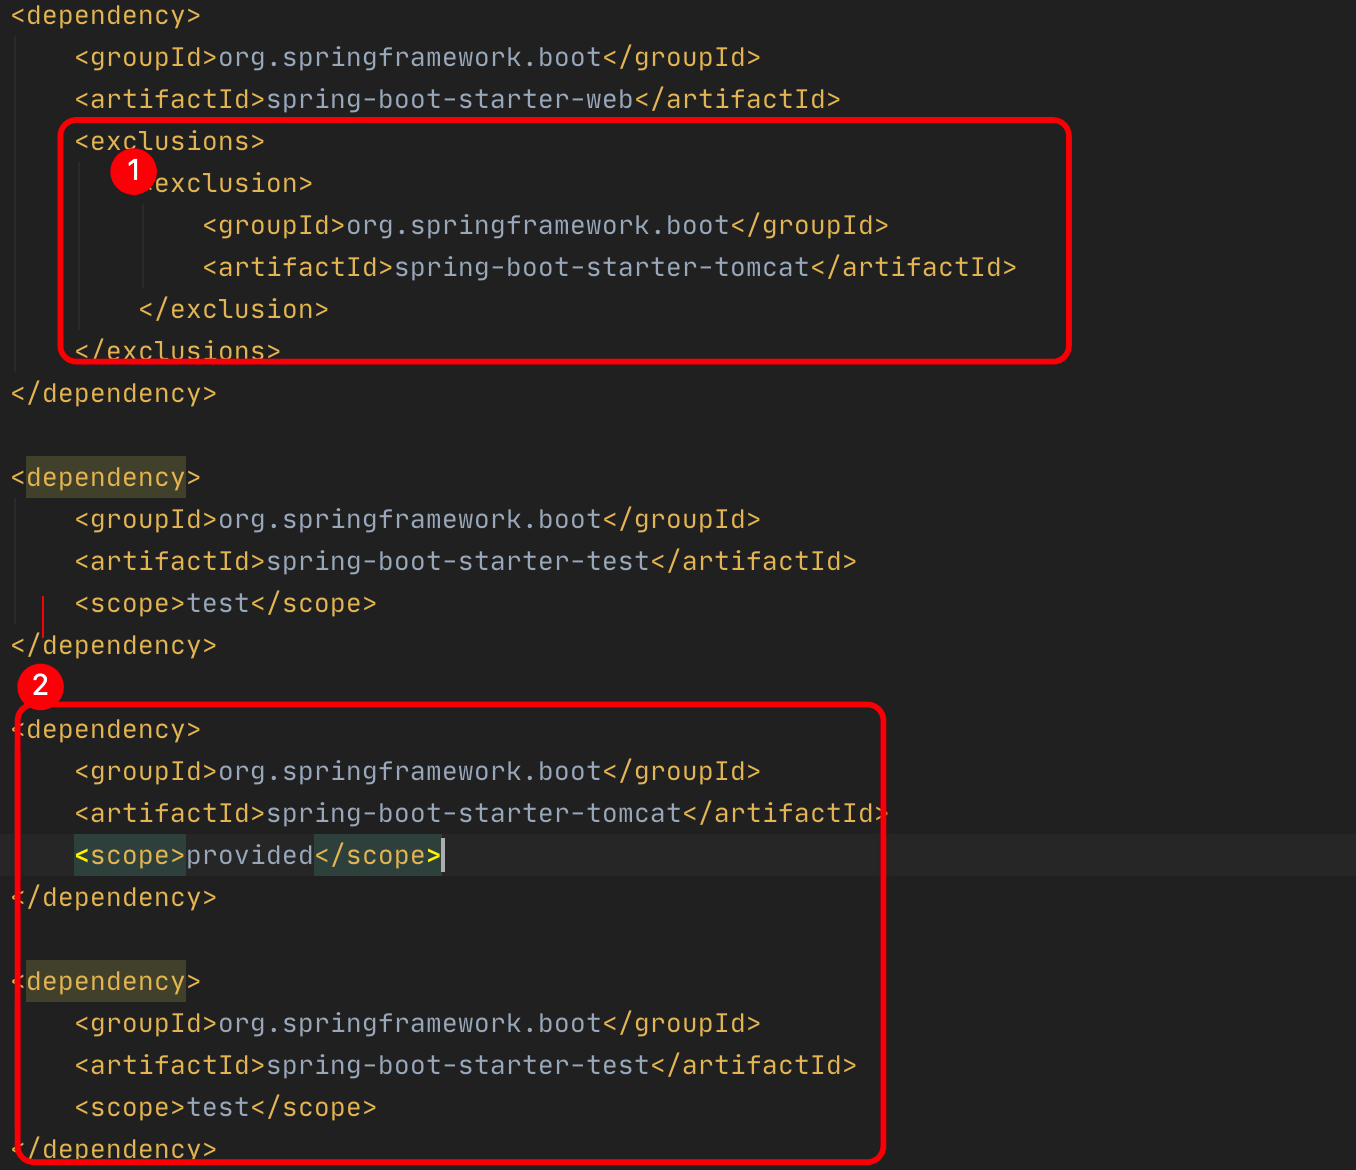 <dependency>
<groupId>org.springframework.boot</groupId>
<artifactId>spring-boot-starter-web</artifactId>
<exclusions>
1
exclusion>
<groupId>org.springframework.boot</groupId>
<artifactId>spring-boot-starter-tomcat</artifactId>
</exclusion>
</exclusions>
</dependency>
<dependency>
<groupId>org.springframework.boot</groupId>
<artifactId>spring-boot-starter-test</artifactId>
<scope>test</scope>
</dependency>
2
<dependency>
<groupId>org.springframework.boot</groupId>
<artifactId>spring-boot-starter-tomcat</artifactId>
<scope>provided</scope>
</dependency>
<dependency>
<groupId>org.springframework.boot</groupId>
<artifactId>spring-boot-starter-test</artifactId>
<scope>test</scope>
</dependency>